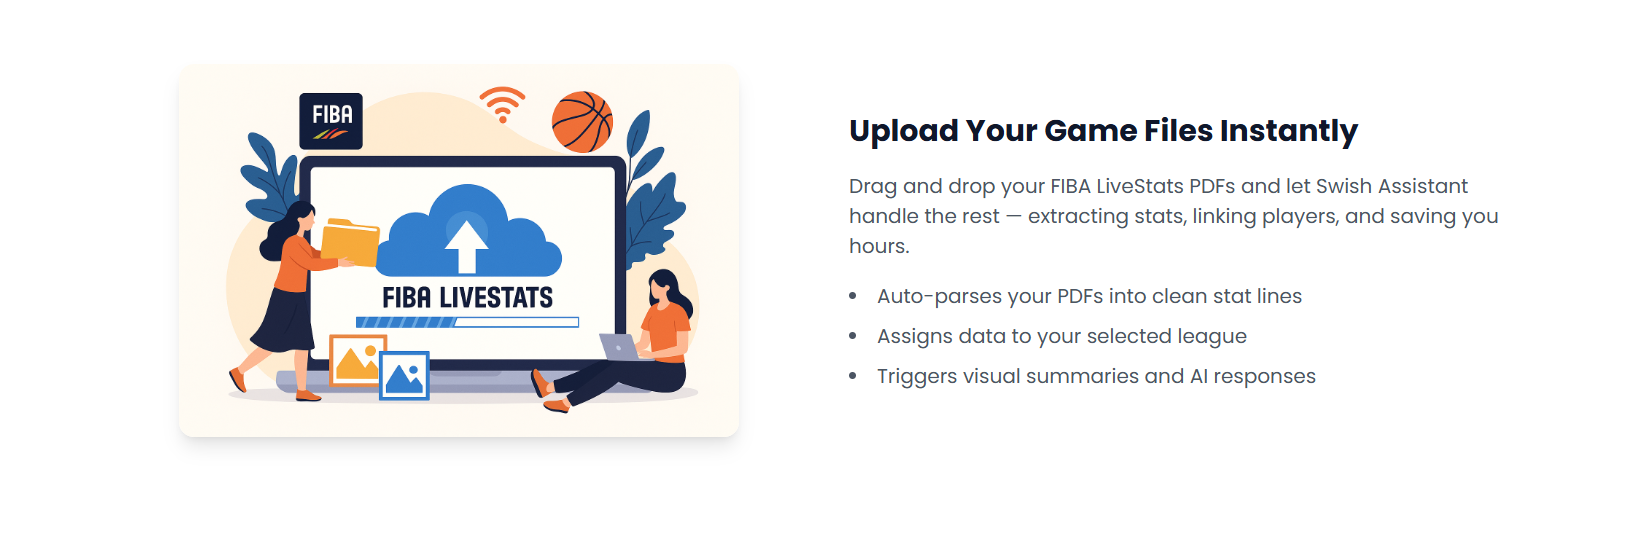 FIBA
FIBA LIVESTATS
Upload Your Game Files Instantly
Drag and drop your FIBA LiveStats PDFs and let Swish Assistant
handle the rest — extracting stats, linking players, and saving you
hours.
• Auto-parses your PDFs into clean stat lines
• Assigns data to your selected league
• Triggers visual summaries and AI responses